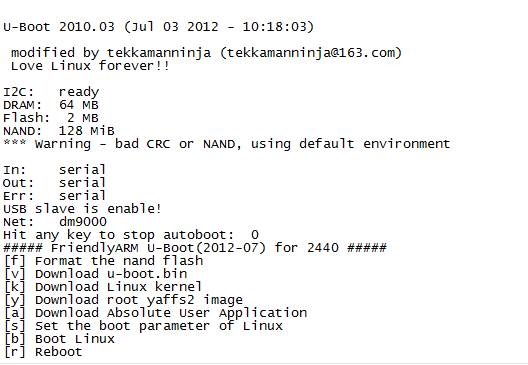 U-Boot 2010.03 (Jul 03 2012 - 10:18:03)
modified by tekkamanninja (tekkamanninja@163.com)
Love Linux forever!!
I2C: ready
DRAM: 64 MB
Flash: 2 MB
NAND: 128 MiB
*** Warning - bad CRC or NAND, using default environment
In: serial
Out: serial
Err: serial
USB slave is enable!
Net: dm9000
Hit any key to stop autoboot: 0
##### FriendlyARM U-Boot(2012-07) for 2440 #####
[f] Format the nand flash
[v] Download u-boot.bin
[k] Download Linux kernel
[y] Download root yaffs2 image
[a] Download Absolute User Application
[s] Set the boot parameter of Linux
[b] Boot Linux
[r] Reboot